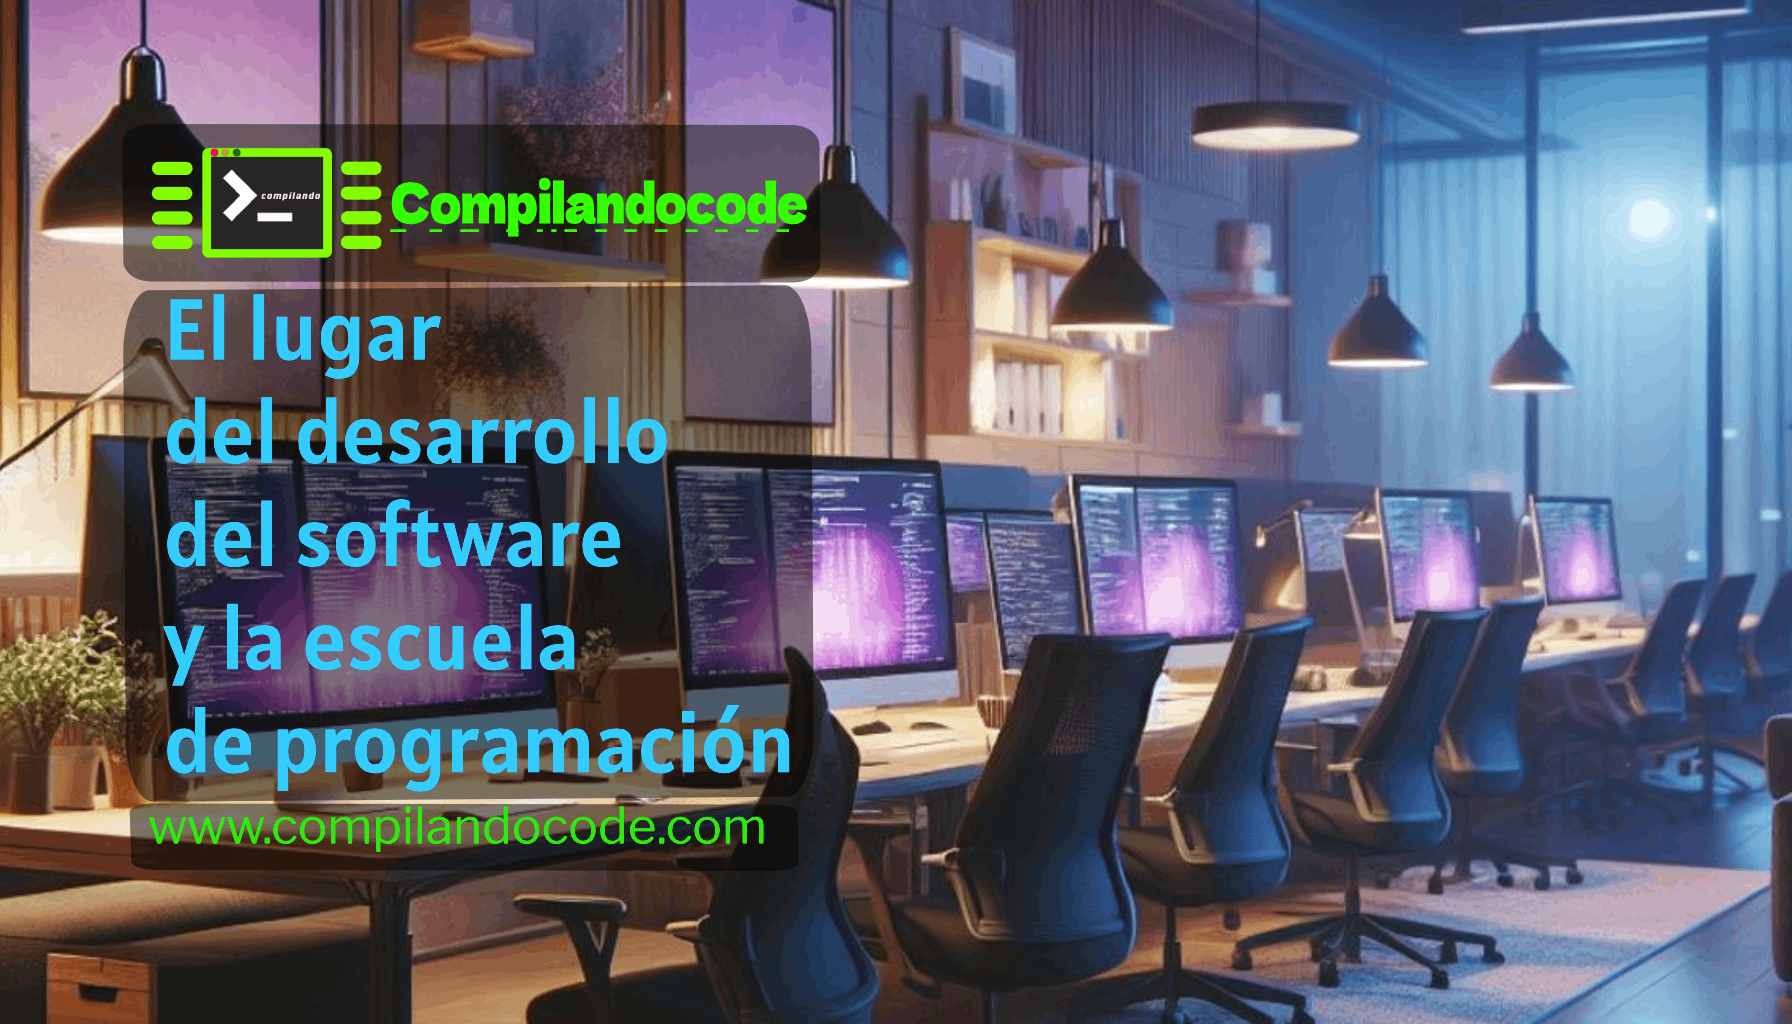 compilando
Compilandocode
El lugar
del desarrollo
del software
y la escuela
de programación
www.compilandocode.com